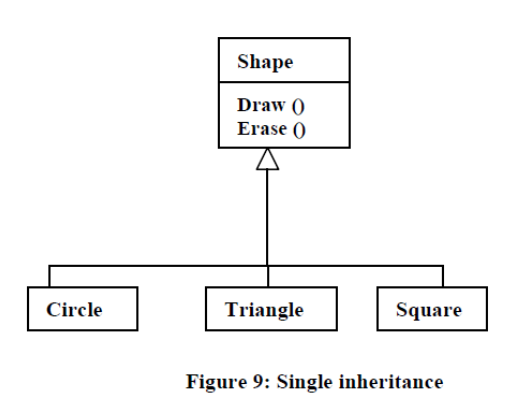 Shape
Draw ()
Erase ()
Circle
Triangle
Square
Figure 9: Single inheritance